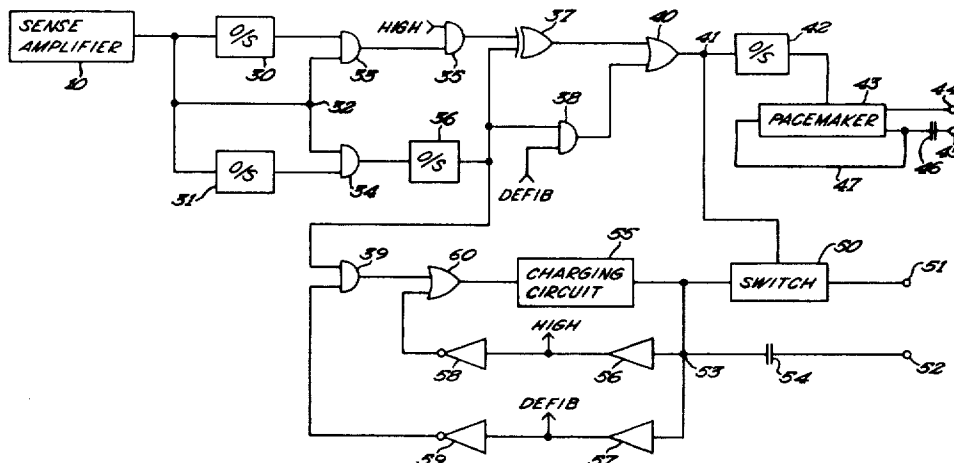 SENSE
AMPLIFIER
10
O/S
30
33
HIGH
35
37
40
41
O/S
42
32
43
PACEMAKER
44
45
46
47
O/S
31
34
36
O/S
38
DEFIB
39
60
55
CHARGING
CIRCUIT
50
SWITCH
51
HIGH
58
56
53
54
52
DEFIB
59
57